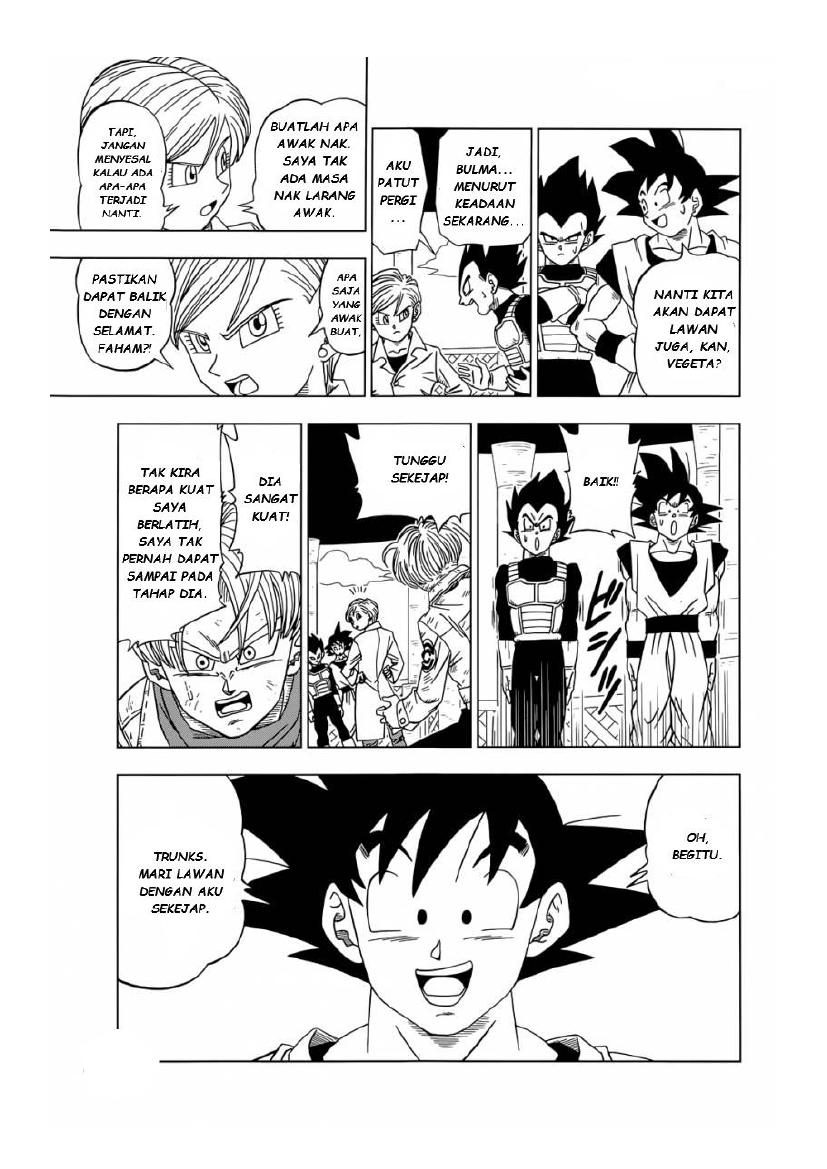 NANTI KITA
AKAN DAPAT
LAWAN
JUGA, KAN,
VEGETA?
JADI,
BULMA...
MENURUT
KEADAAN
SEKARANG...
AKU
PATUT
PERGI
...
BUATLAH APA
AWAK NAK.
SAYA TAK
ADA MASA
NAK LARANG
AWAK.
TAPI,
JANGAN
MENYESAL
KALAU ADA
APA-APA
TERJADI
NANTI.
APA
SAJA
YANG
AWAK
BUAT,
PASTIKAN
DAPAT BALIK
DENGAN
SELAMAT.
FAHAM?!
BAIK!!
ビシッ
TUNGGU
SEKEJAP!
DIA
SANGAT
KUAT!
TAK KIRA
BERAPA KUAT
SAYA
BERLATIH,
SAYA TAK
PERNAH DAPAT
SAMPAI PADA
TAHAP DIA.
OH,
BEGITU.
TRUNKS.
MARI LAWAN
DENGAN AKU
SEKEJAP.